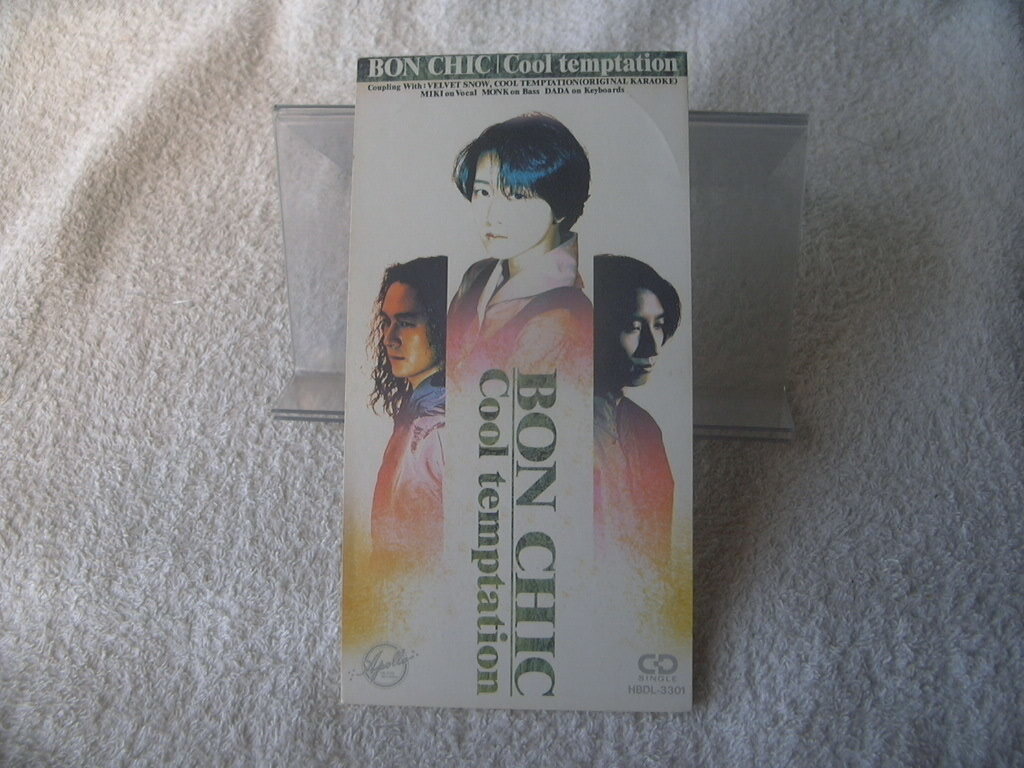 BON CHIC | Cool temptation
Coupling With: VELVET SNOW, COOL TEMPTATION (ORIGINAL KARAOKE)
MIKI on Vocal MONK on Bass DADA on Keyboards
BON CHIC
Cool temptation
CD
SINGLE
HBDL-3301